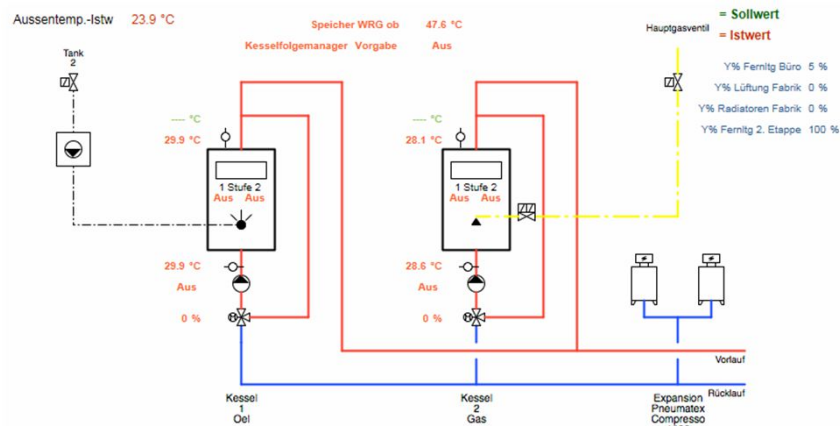 Aussentemp.-Istw 23.9 °C
Speicher WRG ob 47.6 °C
Kesselfolgemanager Vorgabe Aus
Hauptgasventil
= Sollwert
= Istwert
Y% Fernltg Büro 5 %
Y% Lüftung Fabrik 0 %
Y% Radiatoren Fabrik 0 %
Y% Fernltg 2. Etappe 100 %
Tank
2
---- °C
29.9 °C
1 Stufe 2
Aus Aus
29.9 °C
Aus
0 %
---- °C
28.1 °C
1 Stufe 2
Aus Aus
28.6 °C
Aus
0 %
Vorlauf
Rücklauf
Kessel
1
Oel
Kessel
2
Gas
Expansion
Pneumatex
Compresso